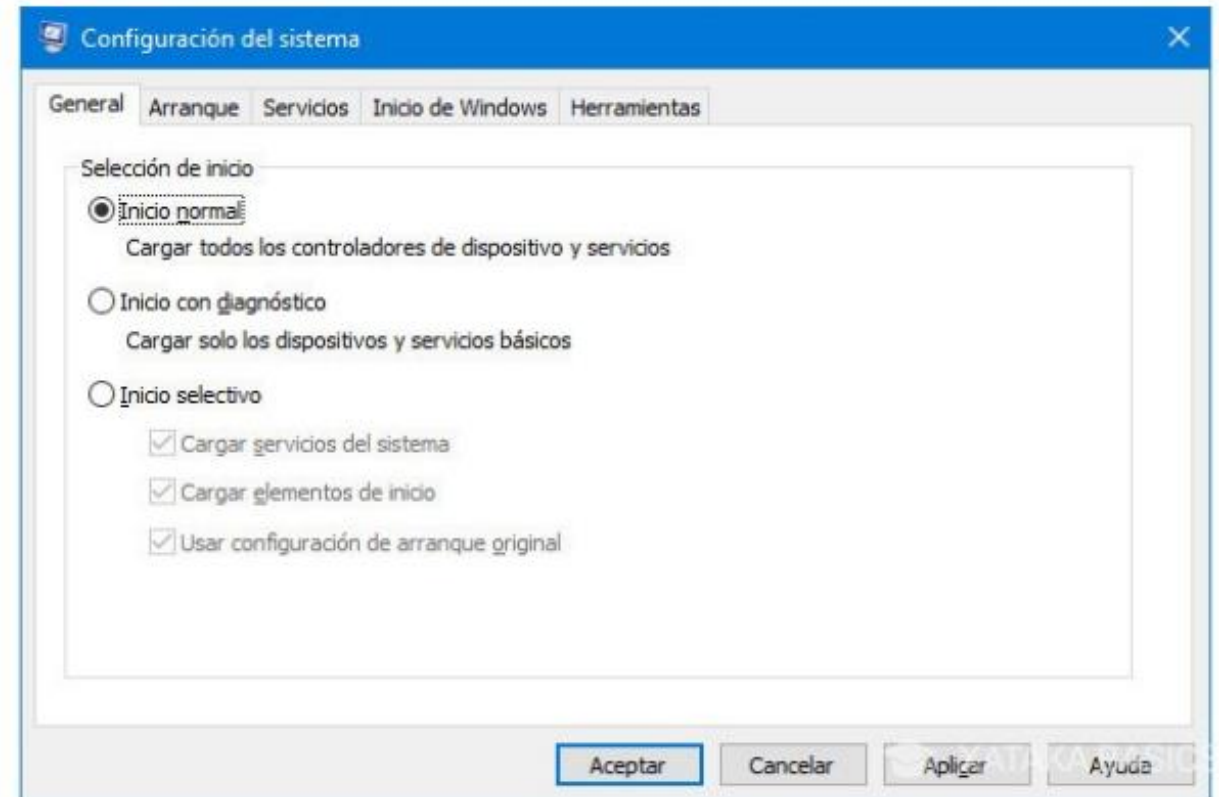 Configuración del sistema
General Arranque Servicios Inicio de Windows Herramientas
Selección de inicio
Inicio normal
Cargar todos los controladores de dispositivo y servicios
Inicio con diagnóstico
Cargar solo los dispositivos y servicios básicos
Inicio selectivo
Cargar servicios del sistema
Cargar elementos de inicio
Usar configuración de arranque original
Aceptar Cancelar Aplicar Ayuda
XATAKA BASICS